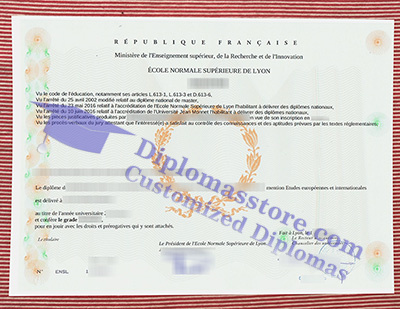 RÉPUBLIQUE FRANÇAISE
Ministère de l'Enseignement supérieur, de la Recherche et de l'Innovation
ÉCOLE NORMALE SUPÉRIEURE DE LYON
Vu le code de l'éducation, notamment ses articles L.613-1, L.613-3 et D.613-6,
Vu l'arrêté du 25 avril 2002 modifié relatif au diplôme national de master,
Vu l'arrêté du 23 mai 2016 relatif à l'accréditation de l'Ecole Normale Supérieure de Lyon l'habilitant à délivrer des diplômes nationaux,
Vu l'arrêté du 10 juin 2016 relatif à l'accréditation de l'Université Jean Monnet l'habilitant à délivrer des diplômes nationaux,
Vu les pièces justificatives produites par vue de son inscription en
Vu les procès-verbaux du jury attestant que l'intéressé(e) a satisfait au contrôle des connaissances et des aptitudes prévues par les textes réglementaires,
Le diplôme d mention Etudes européennes et internationales
est délivré à
au titre de l'année universitaire
et confère le grade
pour en jouir avec les droits et prérogatives qui y sont attachés.
Fait à Lyon, le
Le titulaire
Le Président de l'Ecole Normale Supérieure de Lyon
Le Recteur
Chancelier des
N° ENSL 1
Diplomasstore.com
Customized Diplomas